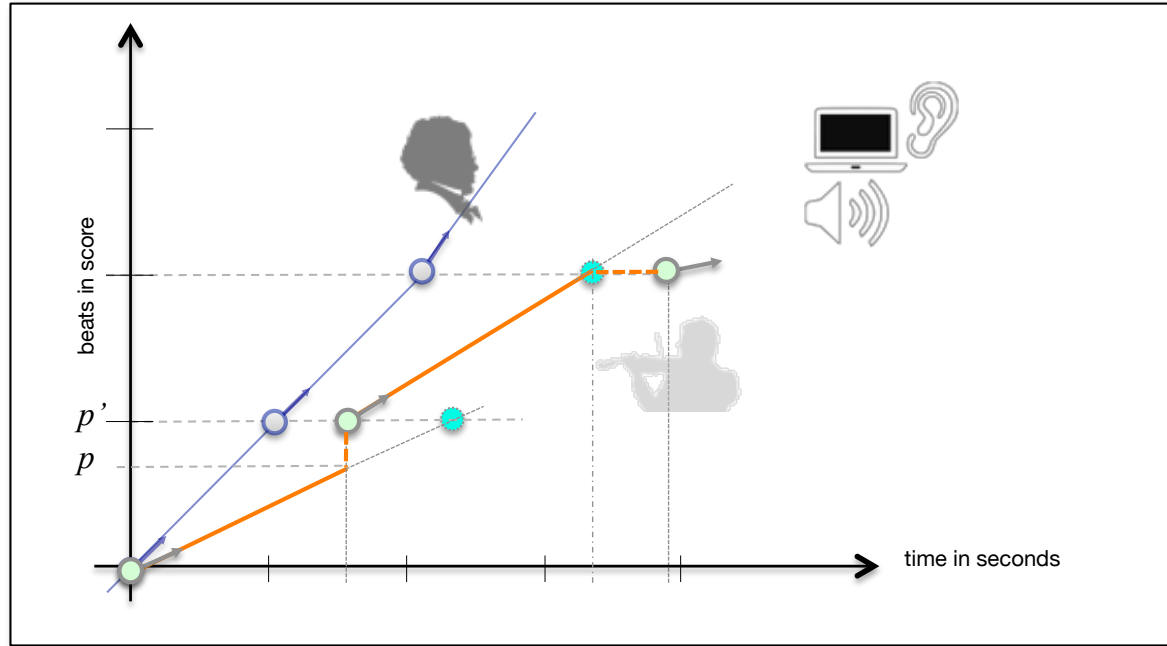 beats in score
p’
p
time in seconds